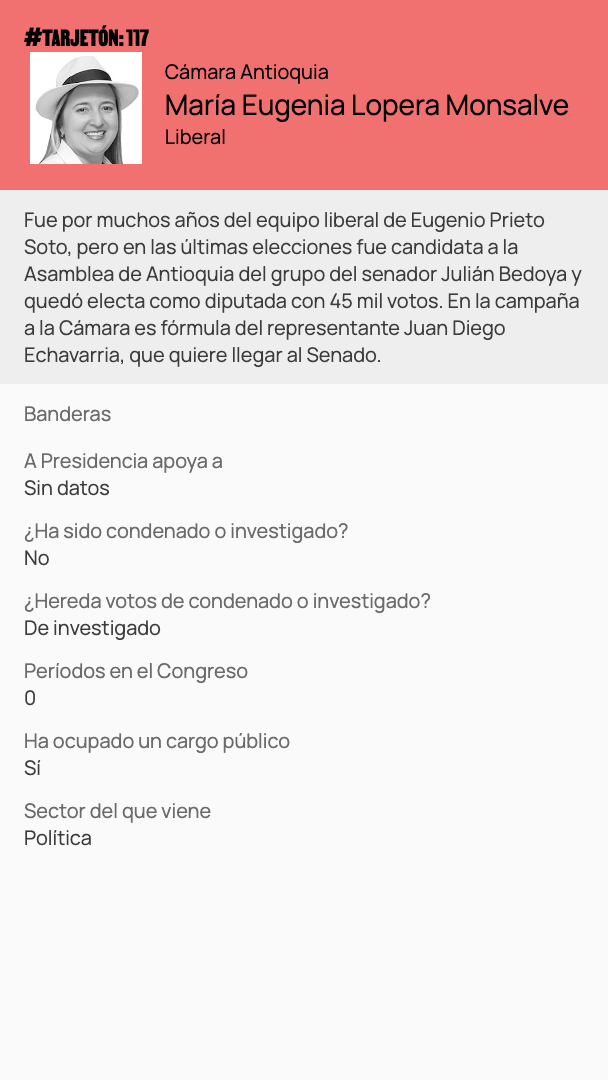 #TARJETÓN: 117
Cámara Antioquia
María Eugenia Lopera Monsalve
Liberal
Fue por muchos años del equipo liberal de Eugenio Prieto
Soto, pero en las últimas elecciones fue candidata a la
Asamblea de Antioquia del grupo del senador Julián Bedoya y
quedó electa como diputada con 45 mil votos. En la campaña
a la Cámara es fórmula del representante Juan Diego
Echavarria, que quiere llegar al Senado.
Banderas
A Presidencia apoya a
Sin datos
¿Ha sido condenado o investigado?
No
¿Hereda votos de condenado o investigado?
De investigado
Períodos en el Congreso
0
Ha ocupado un cargo público
Sí
Sector del que viene
Política